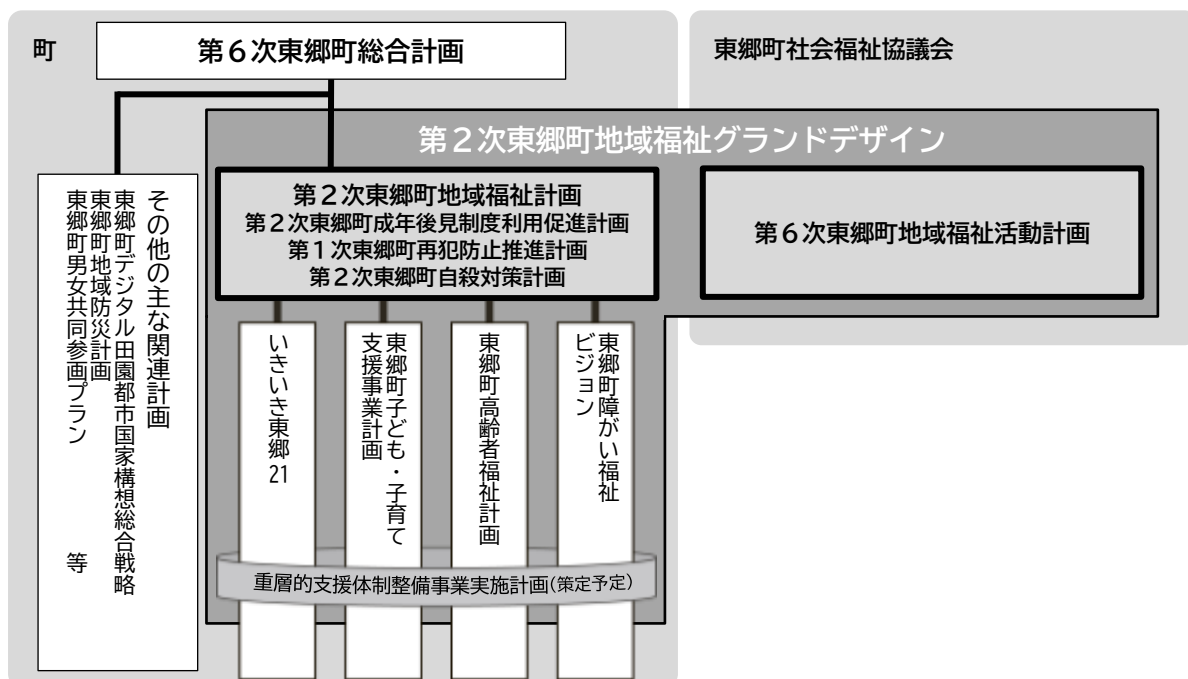 町
第6次東郷町総合計画
東郷町社会福祉協議会
第2次東郷町地域福祉グランドデザイン
第2次東郷町地域福祉計画
第2次東郷町成年後見制度利用促進計画
第1次東郷町再犯防止推進計画
第2次東郷町自殺対策計画
第6次東郷町地域福祉活動計画
その他の主な関連計画
東郷町デジタル田園都市国家構想総合戦略
東郷町地域防災計画
東郷町男女共同参画プラン 等
いきいき東郷21
東郷町子ども・子育て
支援事業計画
東郷町高齢者福祉計画
東郷町障がい福祉
ビジョン
重層的支援体制整備事業実施計画(策定予定)